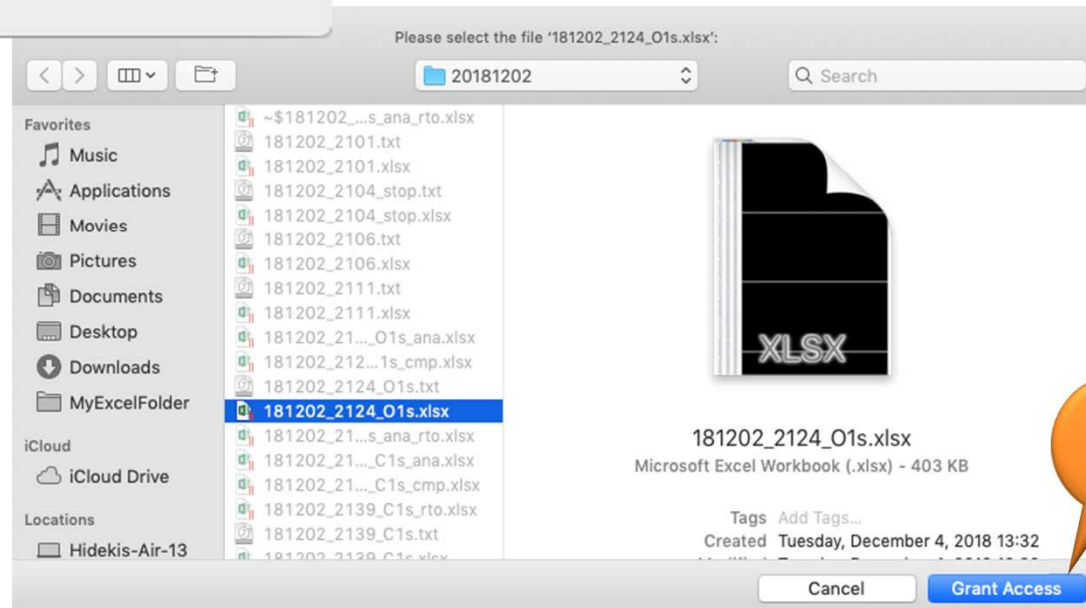 Please select the file '181202_2124_O1s.xlsx':
20181202
Search
Favorites
Music
Applications
Movies
Pictures
Documents
Desktop
Downloads
MyExcelFolder
iCloud
iCloud Drive
Locations
Hidekis-Air-13
~$181202_...s_ana_rto.xlsx
181202_2101.txt
181202_2101.xlsx
181202_2104_stop.txt
181202_2104_stop.xlsx
181202_2106.txt
181202_2106.xlsx
181202_2111.txt
181202_2111.xlsx
181202_21..._O1s_ana.xlsx
181202_212...1s_cmp.xlsx
181202_2124_O1s.txt
181202_2124_O1s.xlsx
181202_21...s_ana_rto.xlsx
181202_21..._C1s_ana.xlsx
181202_21..._C1s_cmp.xlsx
181202_2139_C1s_rto.xlsx
181202_2139_C1s.txt
181202_2139_C1s.xlsx
XLSX
181202_2124_O1s.xlsx
Microsoft Excel Workbook (.xlsx) - 403 KB
Tags Add Tags...
Created Tuesday, December 4, 2018 13:32
Cancel
Grant Access